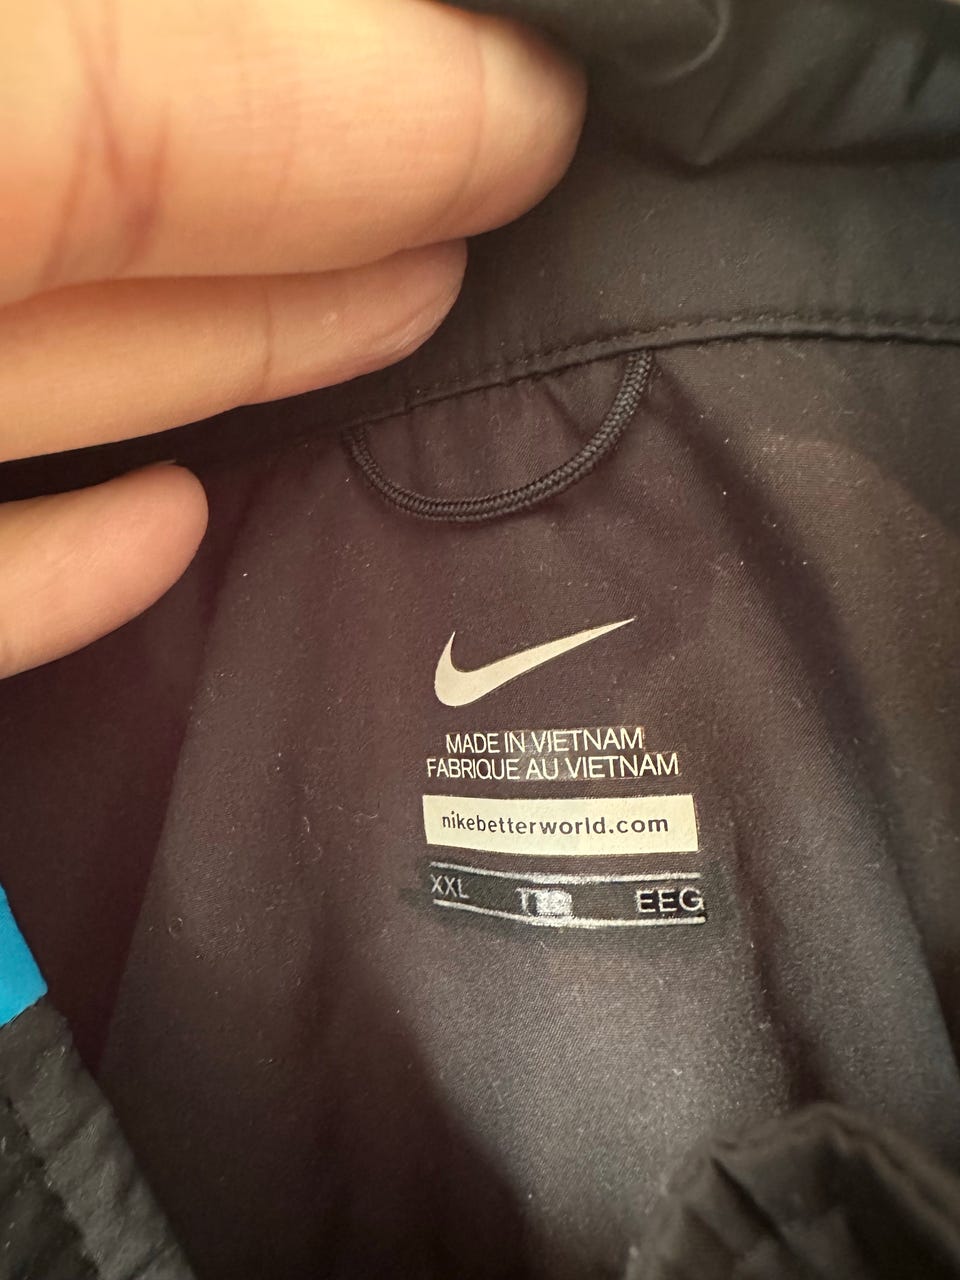 MADE IN VIETNAM
FABRIQUE AU VIETNAM
nikebetterworld.com
XXL EEG